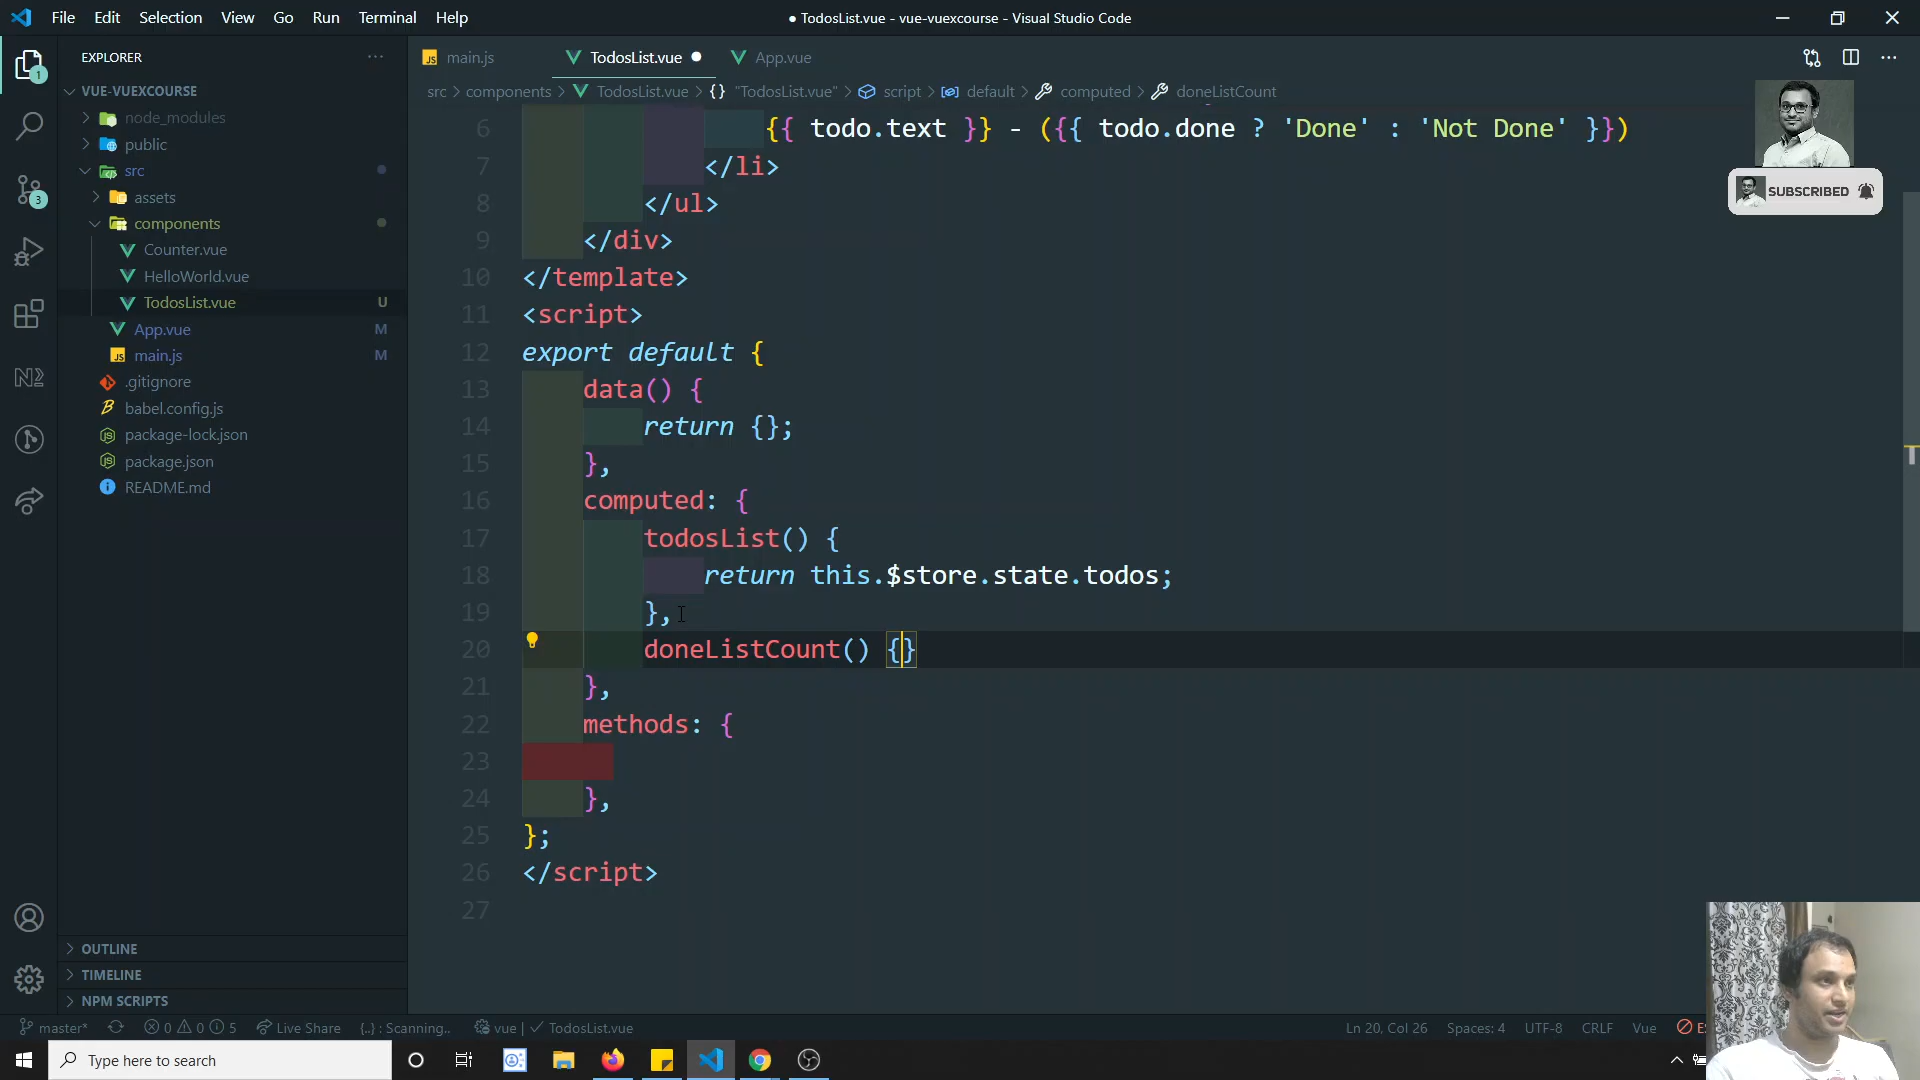 File Edit Selection View Go Run Terminal Help
● TodosList.vue - vue-vuexcourse - Visual Studio Code
EXPLORER
VUE-VUEXCOURSE
node_modules
public
src
assets
components
Counter.vue
HelloWorld.vue
TodosList.vue U
App.vue M
main.js M
.gitignore
babel.config.js
package-lock.json
package.json
README.md
OUTLINE
TIMELINE
NPM SCRIPTS
1
3
JS main.js
TodosList.vue ●
App.vue
src > components > TodosList.vue > {} "TodosList.vue" > script > default > computed > doneListCount
6 {{ todo.text }} - ({{ todo.done ? 'Done' : 'Not Done' }})
7 </li>
8 </ul>
9 </div>
10 </template>
11 <script>
12 export default {
13 data() {
14 return {};
15 },
16 computed: {
17 todosList() {
18 return this.$store.state.todos;
19 },
20 doneListCount() {}
21 },
22 methods: {
23
24 },
25 };
26 </script>
27
SUBSCRIBED
master* 0 0 5 Live Share {..} : Scanning.. vue | ✓ TodosList.vue
Ln 20, Col 26 Spaces: 4 UTF-8 CRLF Vue
Type here to search